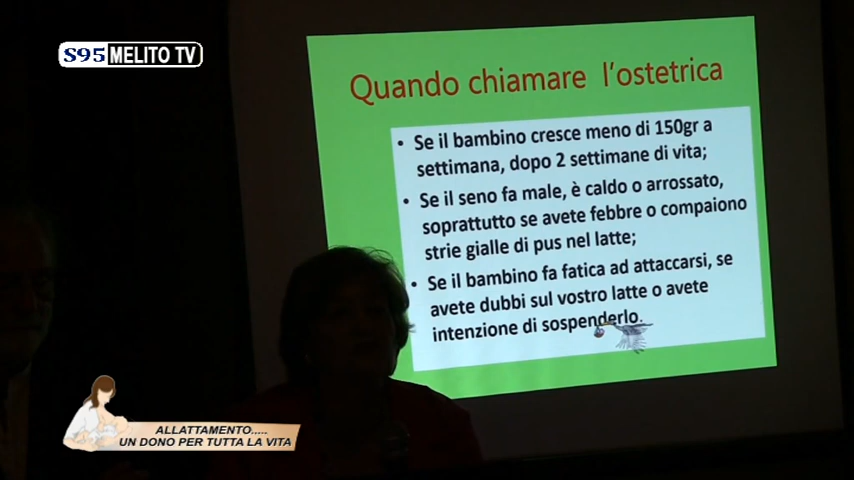 S95 MELITO TV
Quando chiamare l'ostetrica
• Se il bambino cresce meno di 150gr a
settimana, dopo 2 settimane di vita;
• Se il seno fa male, è caldo o arrossato,
soprattutto se avete febbre o compaiono
strie gialle di pus nel latte;
• Se il bambino fa fatica ad attaccarsi, se
avete dubbi sul vostro latte o avete
intenzione di sospenderlo.
ALLATTAMENTO.....
UN DONO PER TUTTA LA VITA